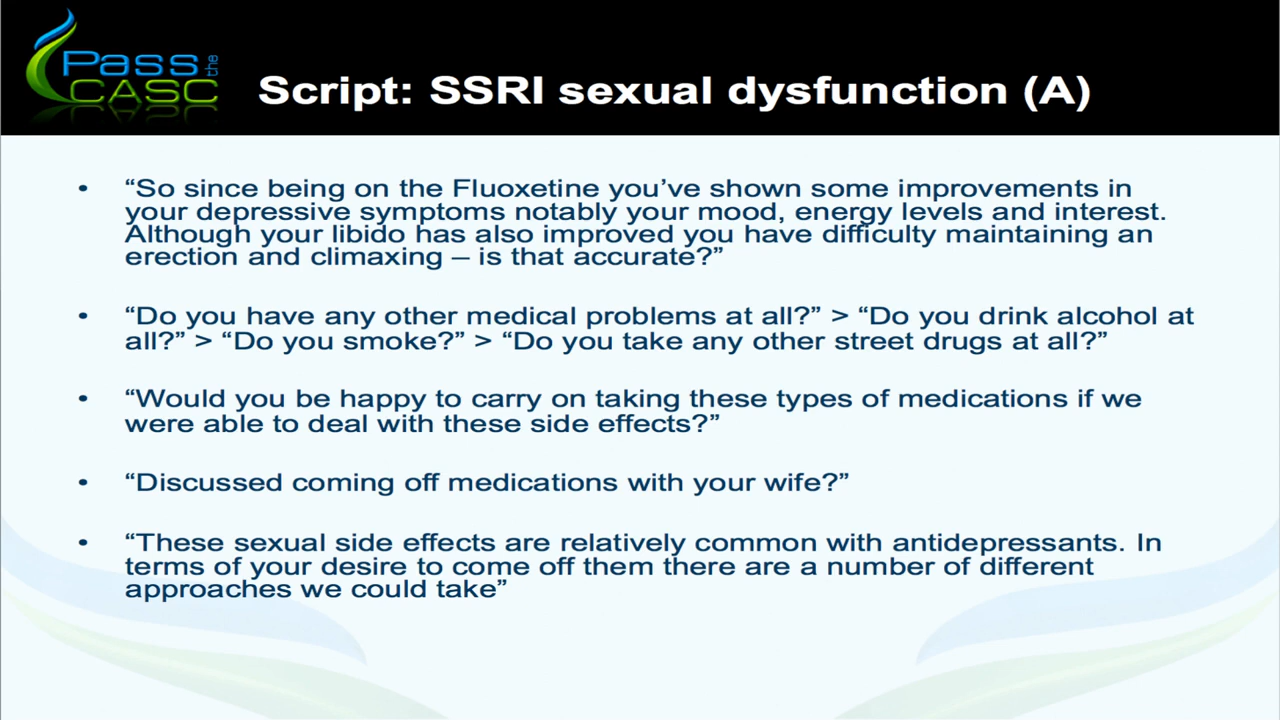 Pass the
CASC
Script: SSRI sexual dysfunction (A)
• “So since being on the Fluoxetine you’ve shown some improvements in
your depressive symptoms notably your mood, energy levels and interest.
Although your libido has also improved you have difficulty maintaining an
erection and climaxing – is that accurate?”
• “Do you have any other medical problems at all?” > “Do you drink alcohol at
all?” > “Do you smoke?” > “Do you take any other street drugs at all?”
• “Would you be happy to carry on taking these types of medications if we
were able to deal with these side effects?”
• “Discussed coming off medications with your wife?”
• “These sexual side effects are relatively common with antidepressants. In
terms of your desire to come off them there are a number of different
approaches we could take”